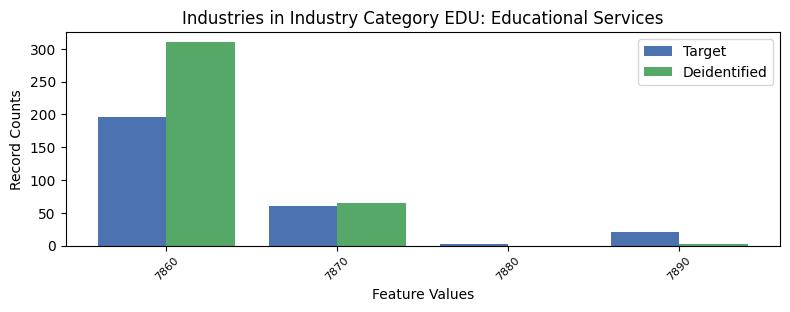 Industries in Industry Category EDU: Educational Services
Target
Deidentified
Record Counts
300
250
200
150
100
50
0
7860
7870
7880
7890
Feature Values